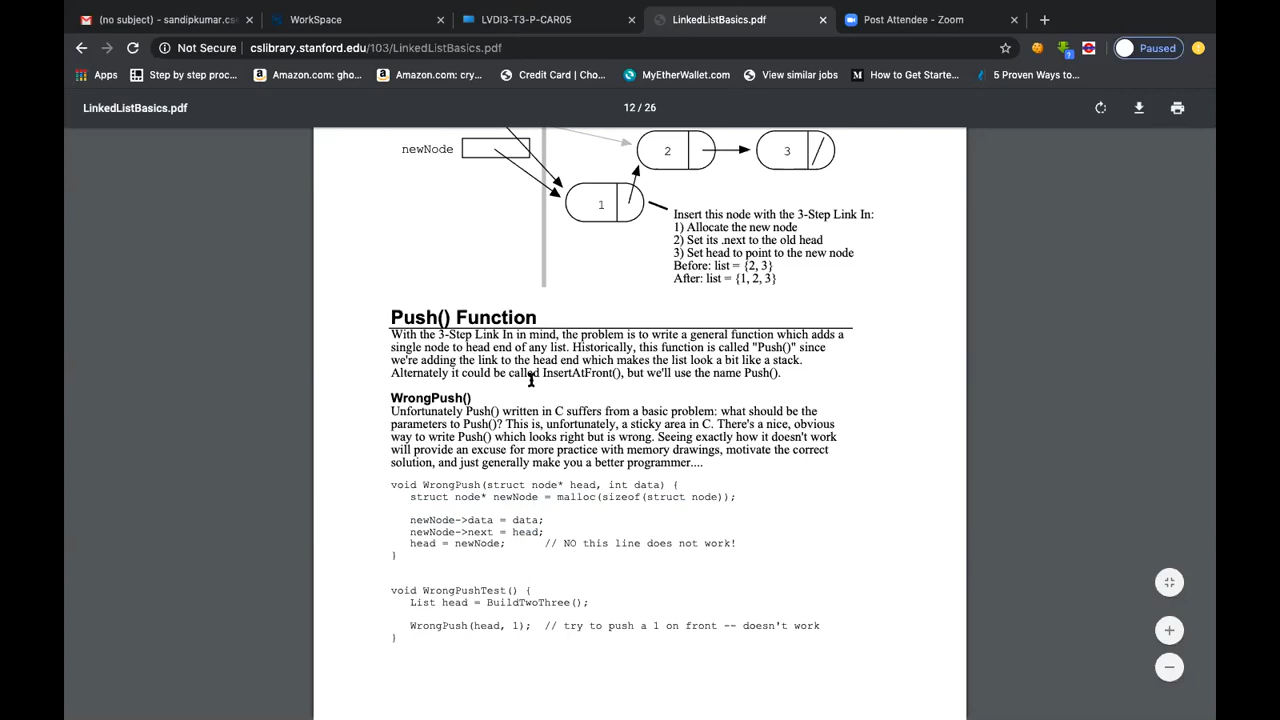 (no subject) - sandipkumar.cs
WorkSpace
LVDI3-T3-P-CAR05
LinkedListBasics.pdf
Post Attendee - Zoom
Not Secure | cslibrary.stanford.edu/103/LinkedListBasics.pdf
Paused
Apps
Step by step proc...
Amazon.com: gho...
Amazon.com: cry...
Credit Card | Cho...
MyEtherWallet.com
View similar jobs
How to Get Starte...
5 Proven Ways to...
LinkedListBasics.pdf
12 / 26
newNode
2
3
1
Insert this node with the 3-Step Link In:
1) Allocate the new node
2) Set its .next to the old head
3) Set head to point to the new node
Before: list = {2, 3}
After: list = {1, 2, 3}
Push() Function
With the 3-Step Link In in mind, the problem is to write a general function which adds a
single node to head end of any list. Historically, this function is called "Push()" since
we're adding the link to the head end which makes the list look a bit like a stack.
Alternately it could be called InsertAtFront(), but we'll use the name Push().
WrongPush()
Unfortunately Push() written in C suffers from a basic problem: what should be the
parameters to Push()? This is, unfortunately, a sticky area in C. There's a nice, obvious
way to write Push() which looks right but is wrong. Seeing exactly how it doesn't work
will provide an excuse for more practice with memory drawings, motivate the correct
solution, and just generally make you a better programmer....
void WrongPush(struct node* head, int data) {
struct node* newNode = malloc(sizeof(struct node));
newNode->data = data;
newNode->next = head;
head = newNode; // NO this line does not work!
}
void WrongPushTest() {
List head = BuildTwoThree();
WrongPush(head, 1); // try to push a 1 on front -- doesn't work
}